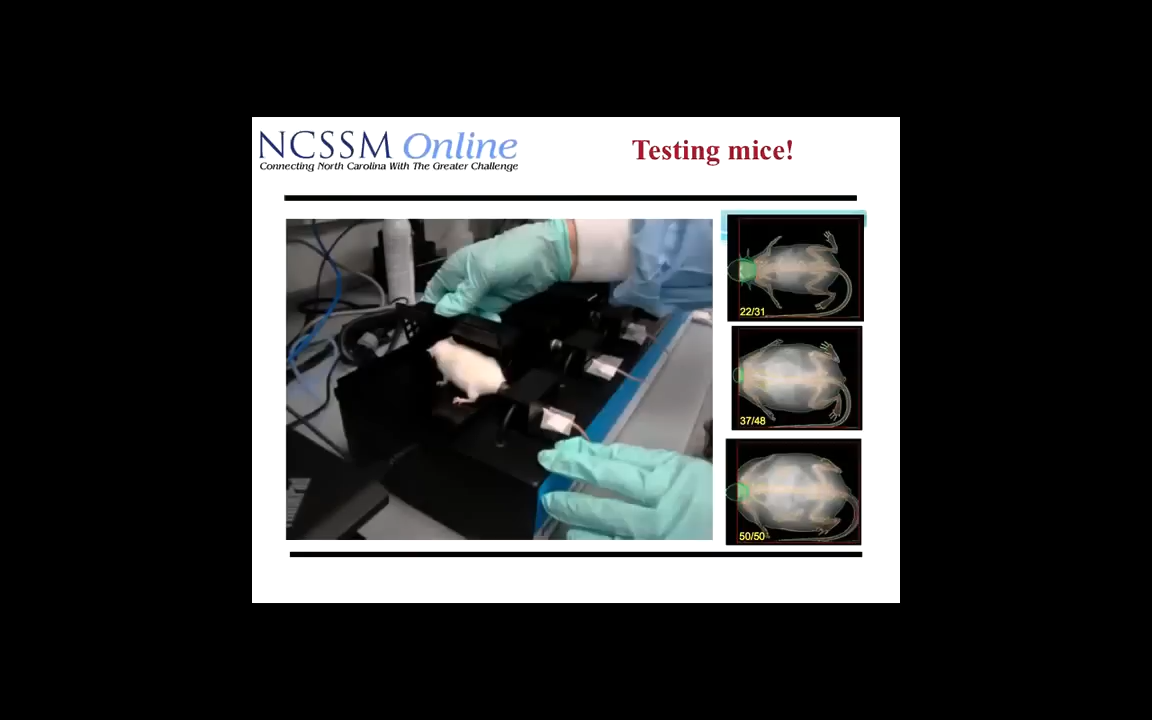 NCSSM Online
Connecting North Carolina With The Greater Challenge
Testing mice!
22/31
37/48
50/50